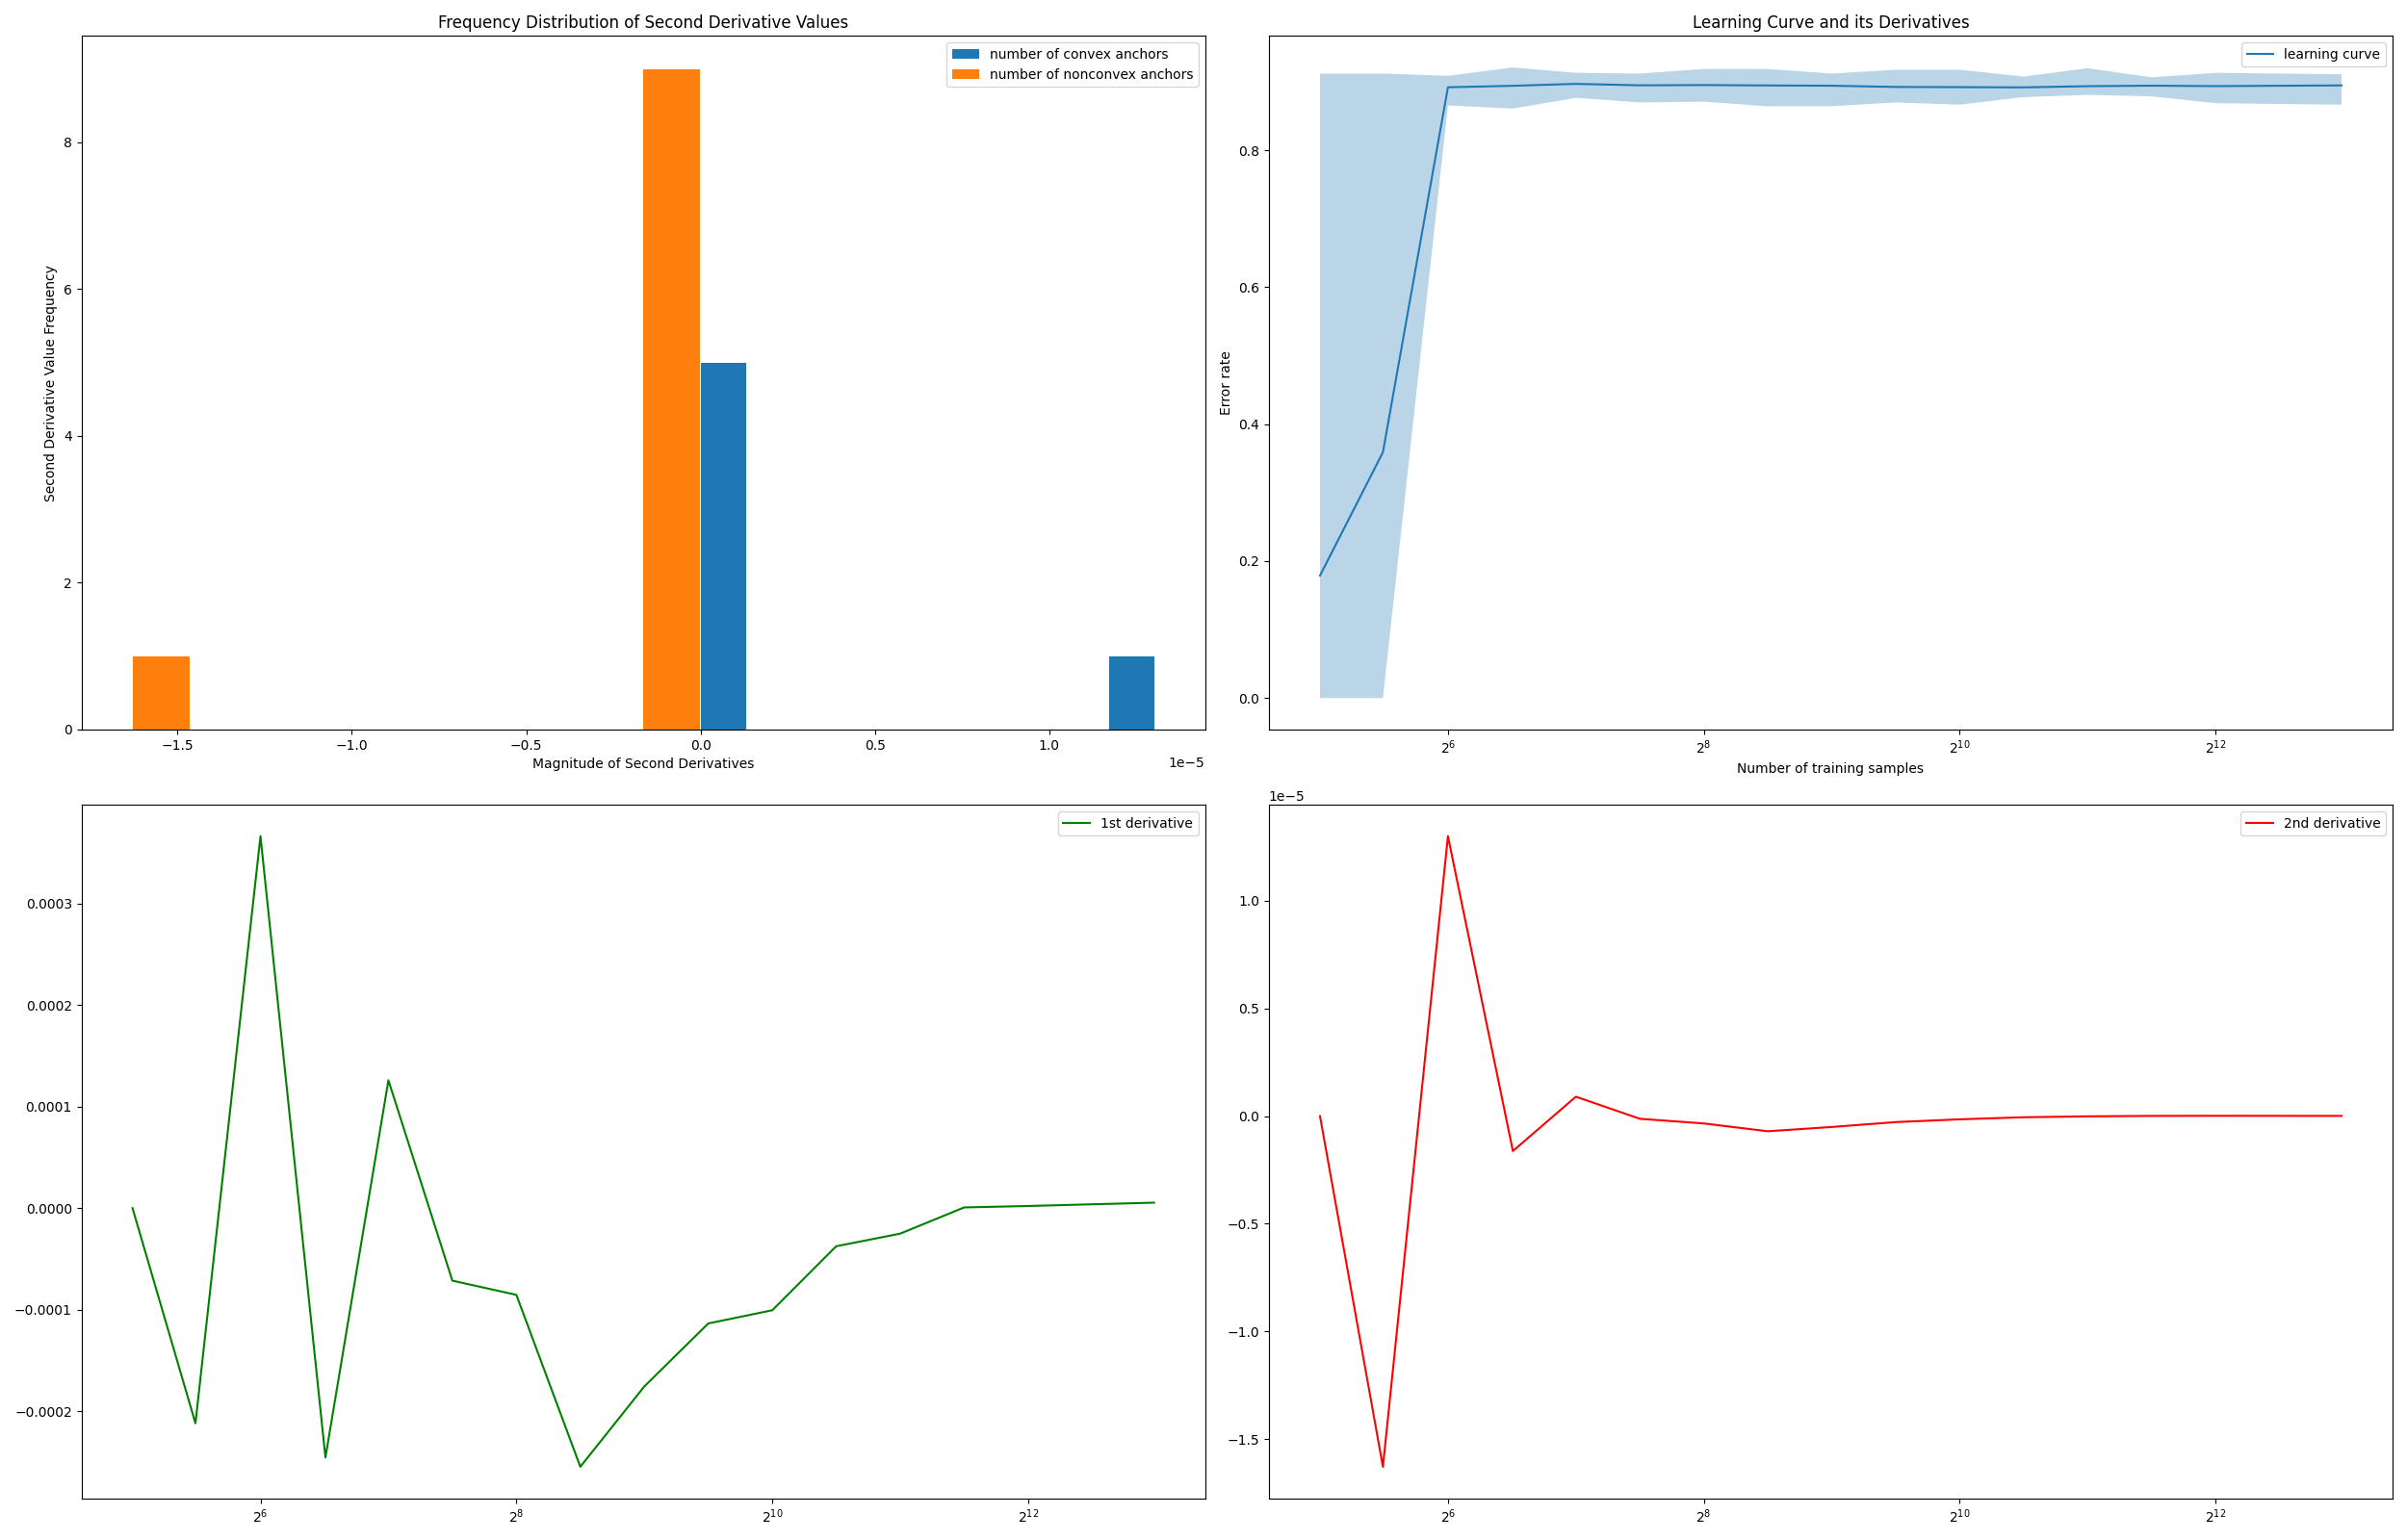 Frequency Distribution of Second Derivative Values
number of convex anchors
number of nonconvex anchors
Second Derivative Value Frequency
8
6
4
2
0
−1.5 −1.0 −0.5 0.0 0.5 1.0
1e−5
Magnitude of Second Derivatives
Learning Curve and its Derivatives
learning curve
Error rate
0.8
0.6
0.4
0.2
0.0
2^6 2^8 2^10 2^12
Number of training samples
1st derivative
0.0003
0.0002
0.0001
0.0000
−0.0001
−0.0002
2^6 2^8 2^10 2^12
1e−5
2nd derivative
1.0
0.5
0.0
−0.5
−1.0
−1.5
2^6 2^8 2^10 2^12